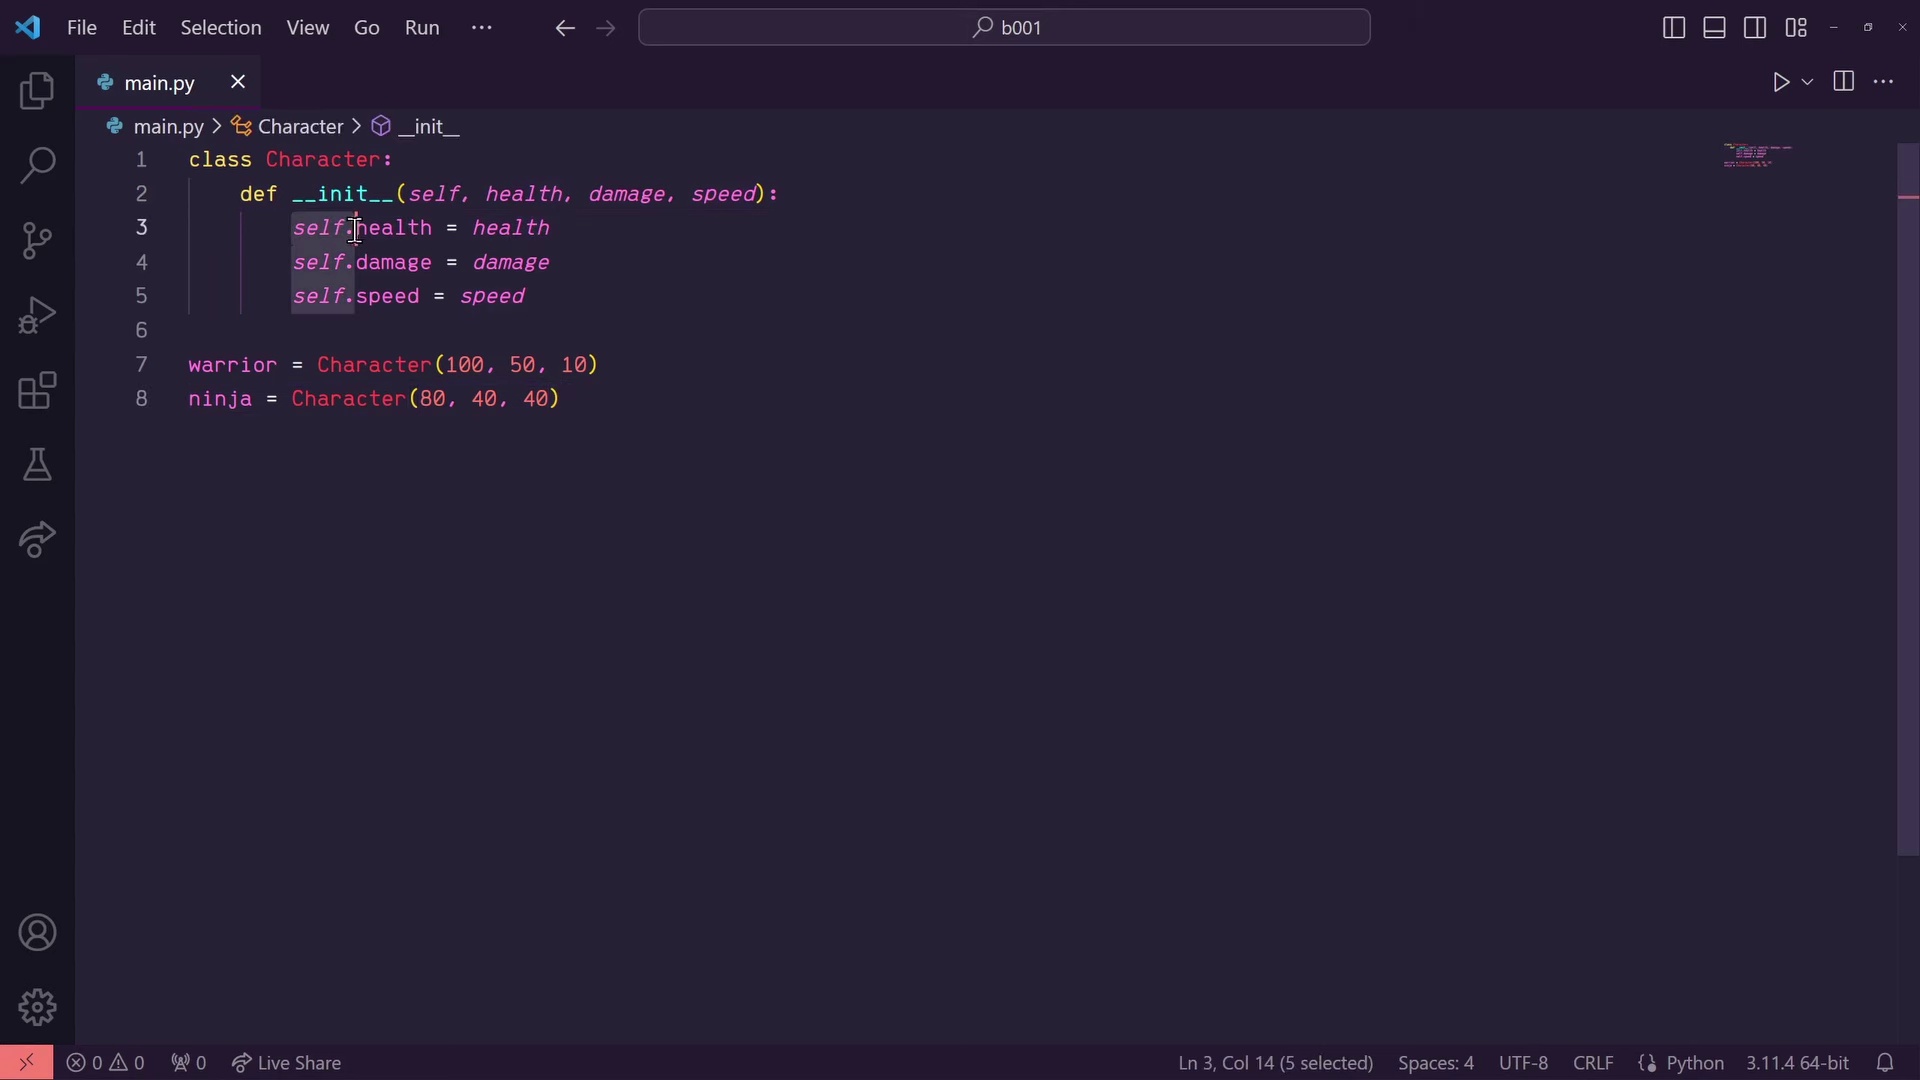 File Edit Selection View Go Run ··· b001
main.py
main.py > Character > __init__
1 class Character:
2 def __init__(self, health, damage, speed):
3 self.health = health
4 self.damage = damage
5 self.speed = speed
6
7 warrior = Character(100, 50, 10)
8 ninja = Character(80, 40, 40)
0 0 0 Live Share Ln 3, Col 14 (5 selected) Spaces: 4 UTF-8 CRLF {} Python 3.11.4 64-bit